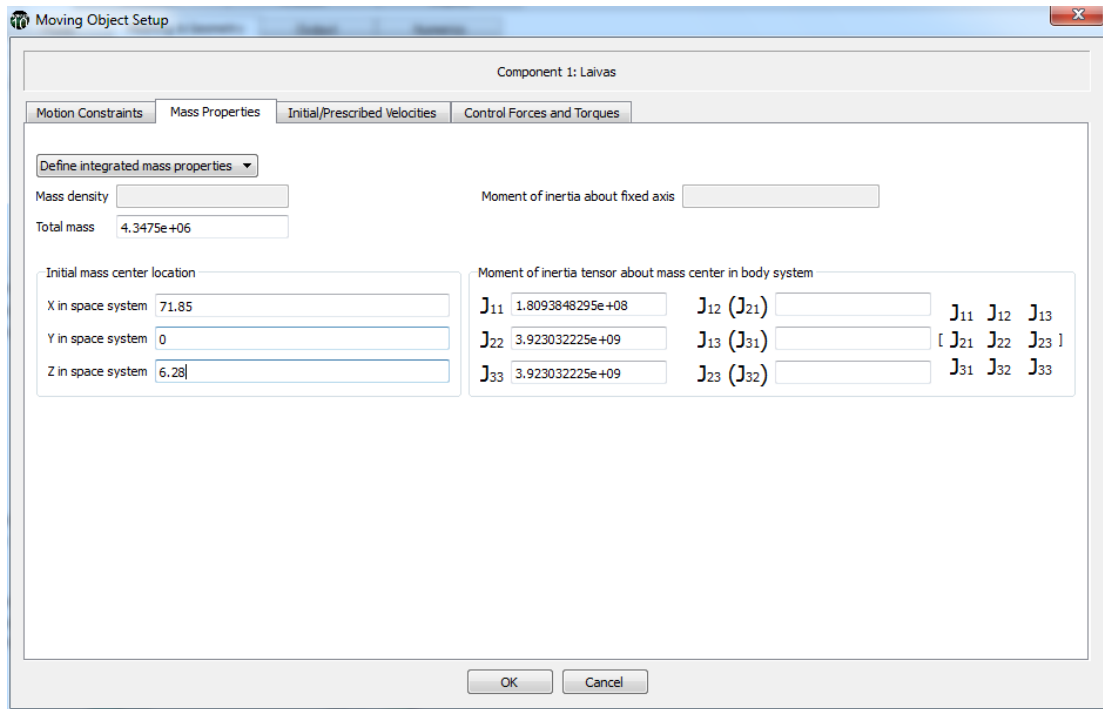 Moving Object Setup
X
Component 1: Laivas
Motion Constraints Mass Properties Initial/Prescribed Velocities Control Forces and Torques
Define integrated mass properties
Mass density Moment of inertia about fixed axis
Total mass 4.3475e+06
Initial mass center location Moment of inertia tensor about mass center in body system
X in space system 71.85 J11 1.8093848295e+08 J12 (J21) J11 J12 J13
Y in space system 0 J22 3.923032225e+09 J13 (J31) [ J21 J22 J23 ]
Z in space system 6.28 J33 3.923032225e+09 J23 (J32) J31 J32 J33
OK Cancel